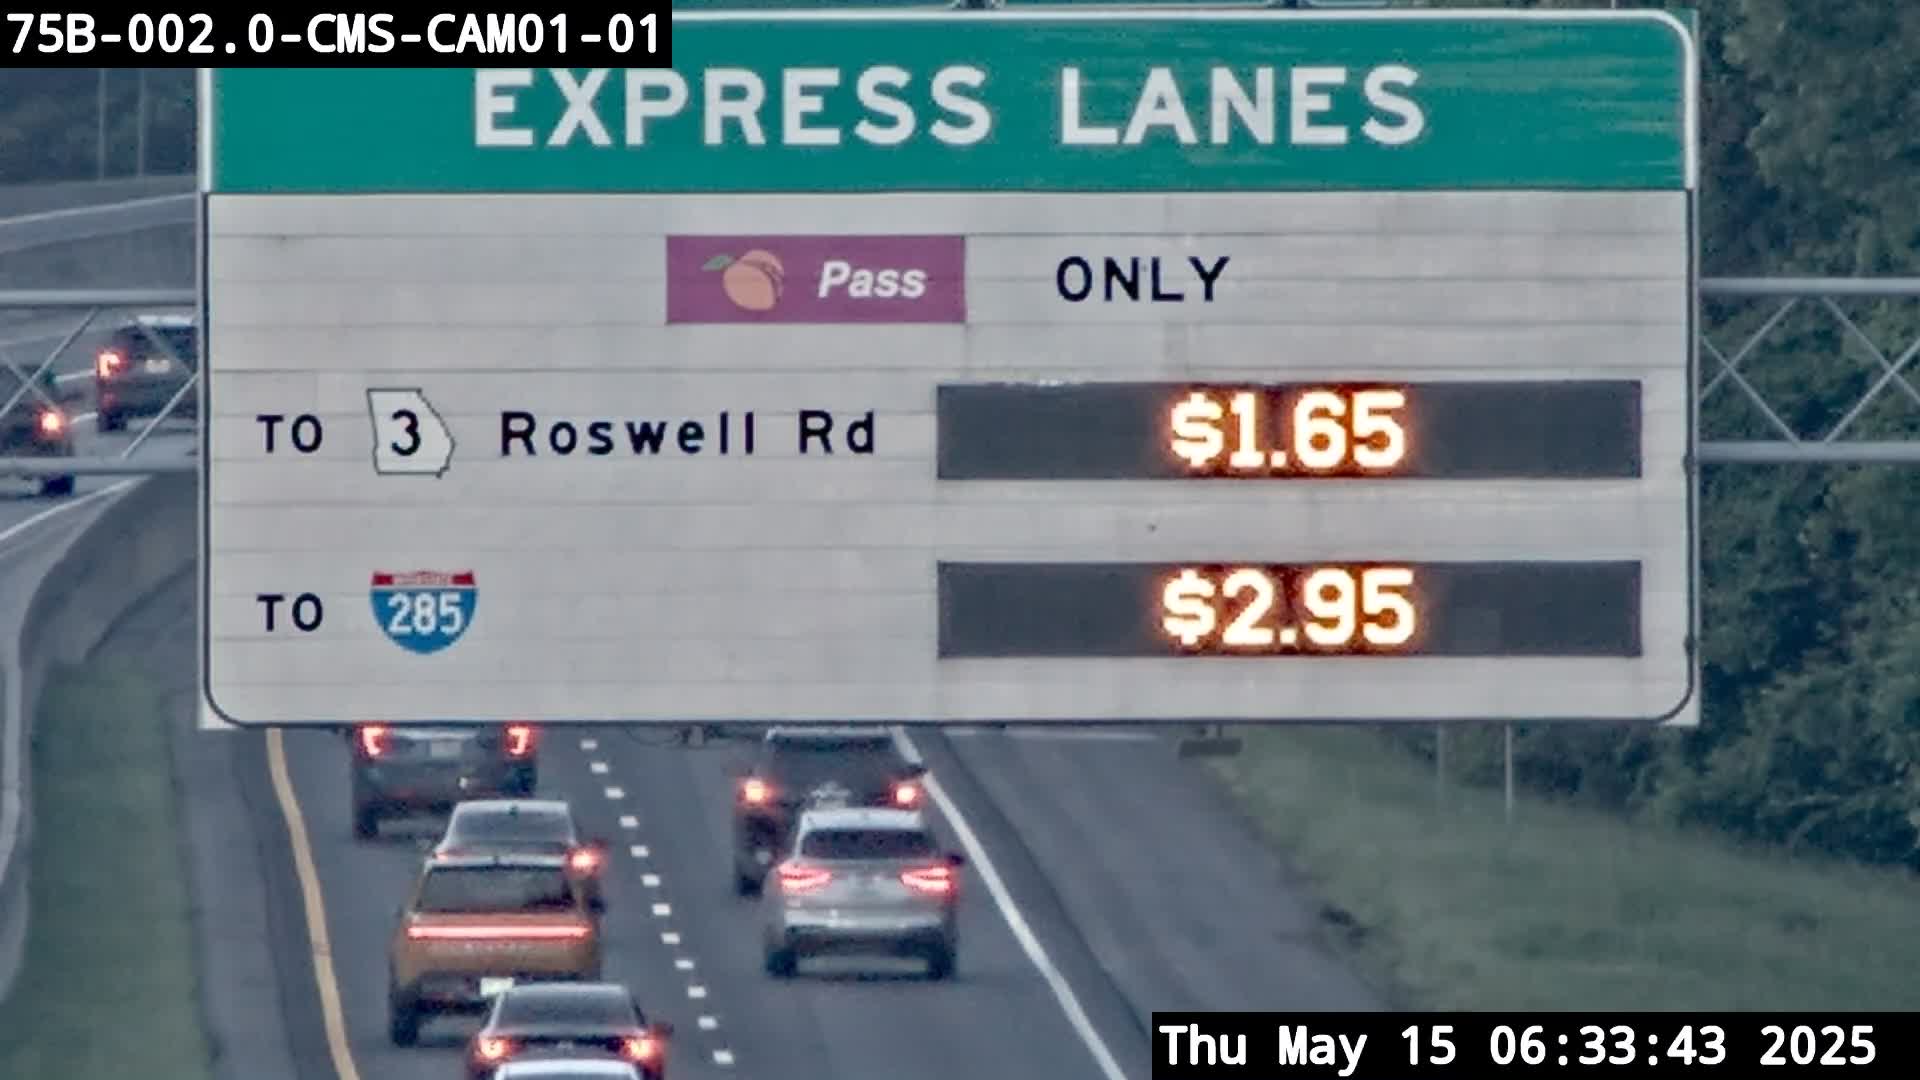 75B-002.0-CMS-CAM01-01
EXPRESS LANES
Pass ONLY
TO 3 Roswell Rd $1.65
TO 285 $2.95
Thu May 15 06:33:43 2025